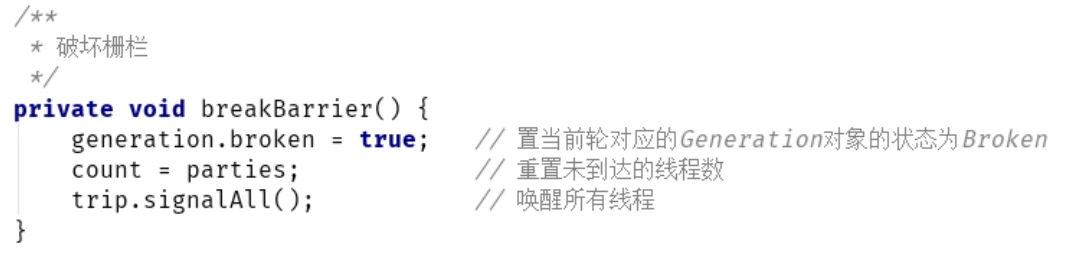 /**
 * 破坏栅栏
 */
private void breakBarrier() {
    generation.broken = true;   // 置当前轮对应的Generation对象的状态为Broken
    count = parties;            // 重置未到达的线程数
    trip.signalAll();           // 唤醒所有线程
}